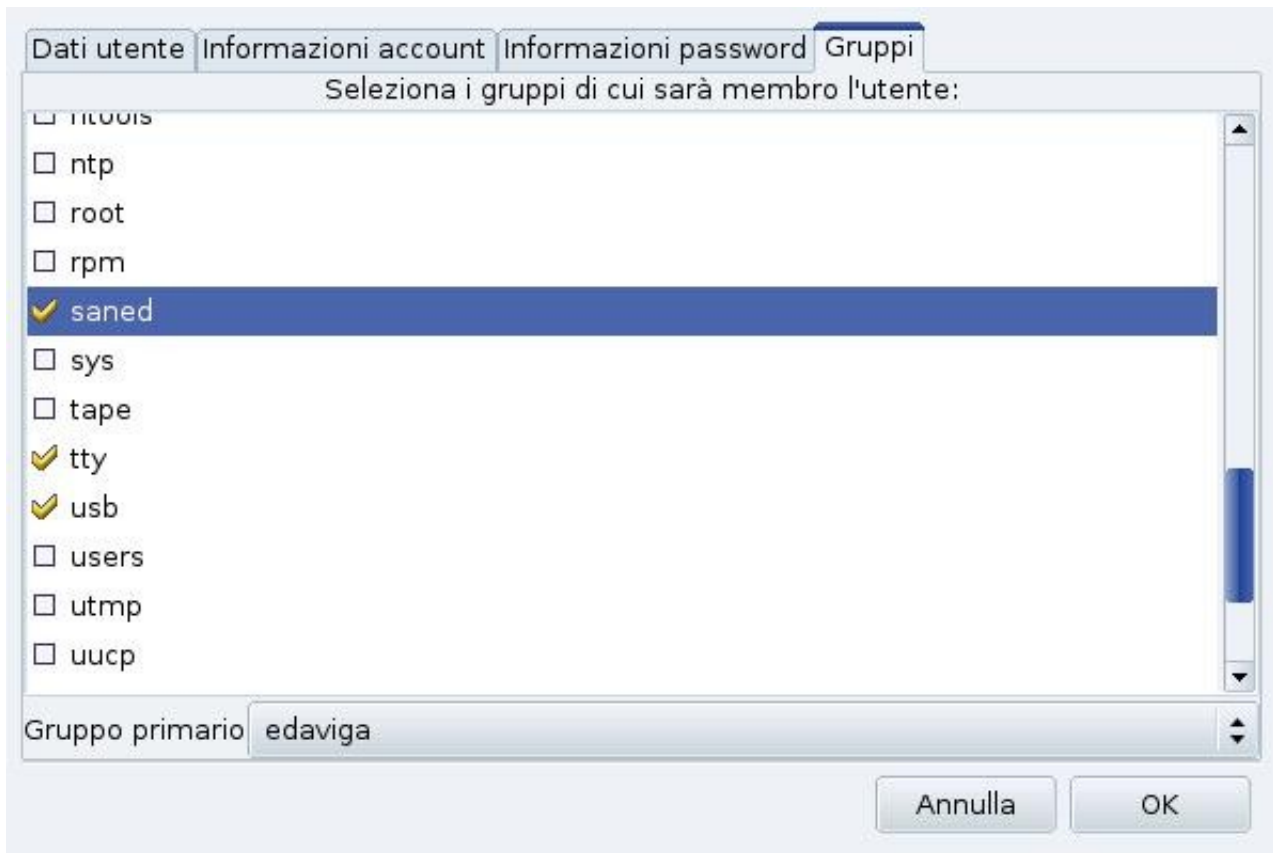 Dati utente Informazioni account Informazioni password Gruppi
Seleziona i gruppi di cui sarà membro l'utente:
ntools
ntp
root
rpm
saned
sys
tape
tty
usb
users
utmp
uucp
Gruppo primario edaviga
Annulla OK